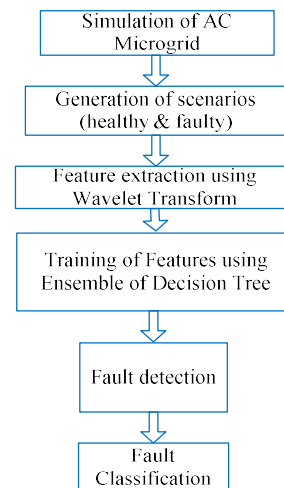 Simulation of AC
Microgrid
Generation of scenarios
(healthy & faulty)
Feature extraction using
Wavelet Transform
Training of Features using
Ensemble of Decision Tree
Fault detection
Fault
Classification